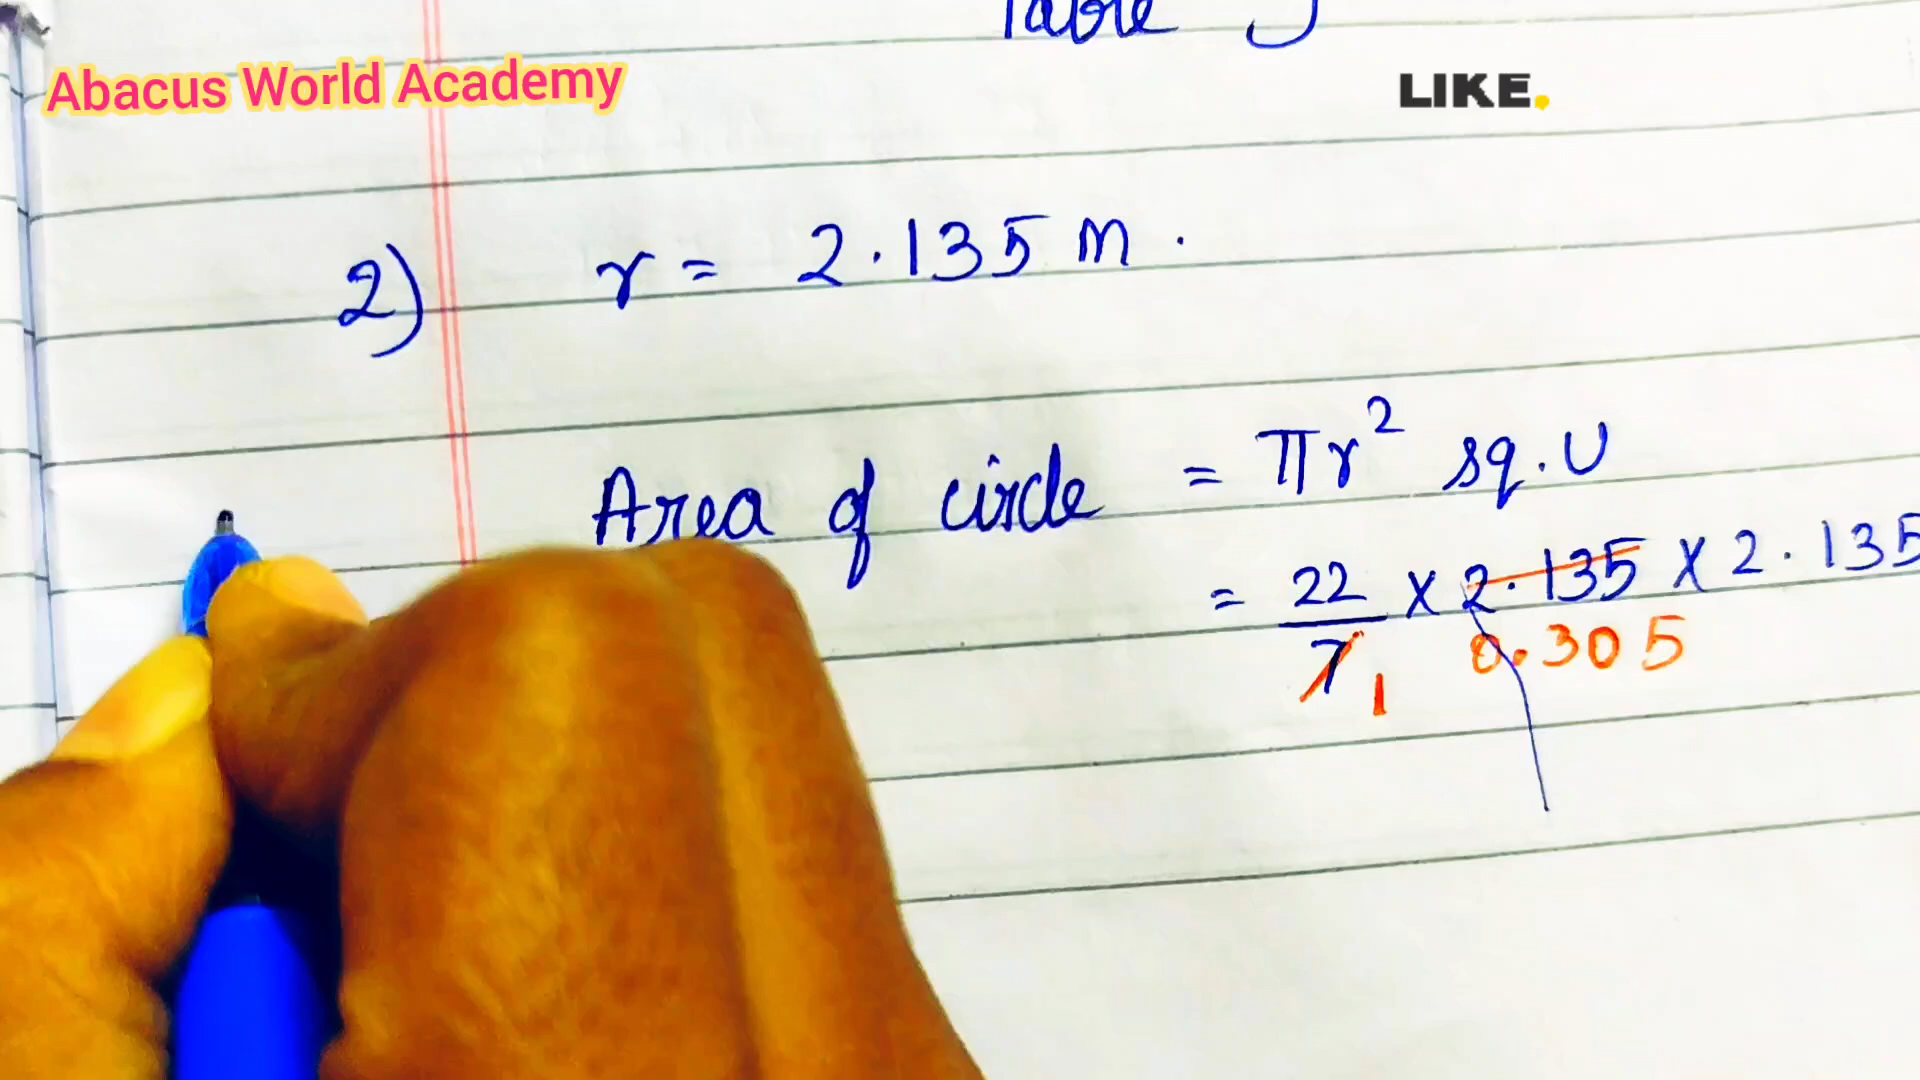 Table
Abacus World Academy
LIKE.
2) r = 2.135 m.
Area of circle = πr² sq.u
= 22/7 × 2.135 × 2.135
1 0.305